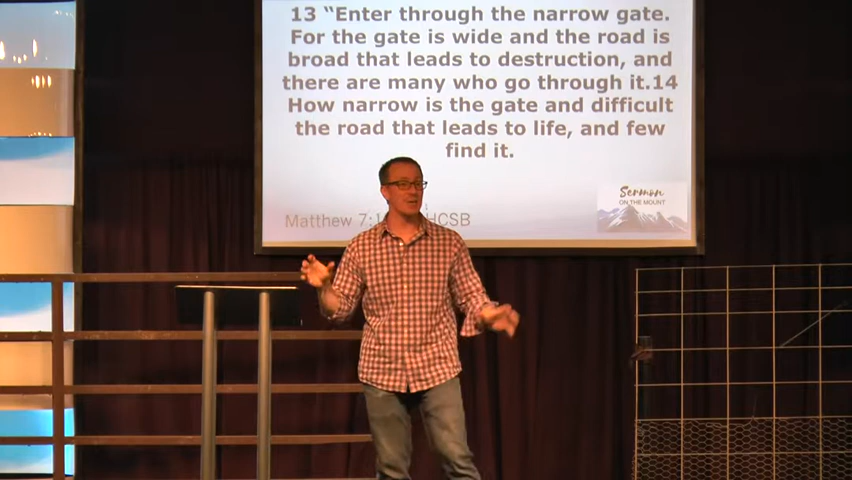 13 “Enter through the narrow gate.
For the gate is wide and the road is
broad that leads to destruction, and
there are many who go through it.14
How narrow is the gate and difficult
the road that leads to life, and few
find it.
Sermon
ON THE MOUNT
Matthew 7: HCSB